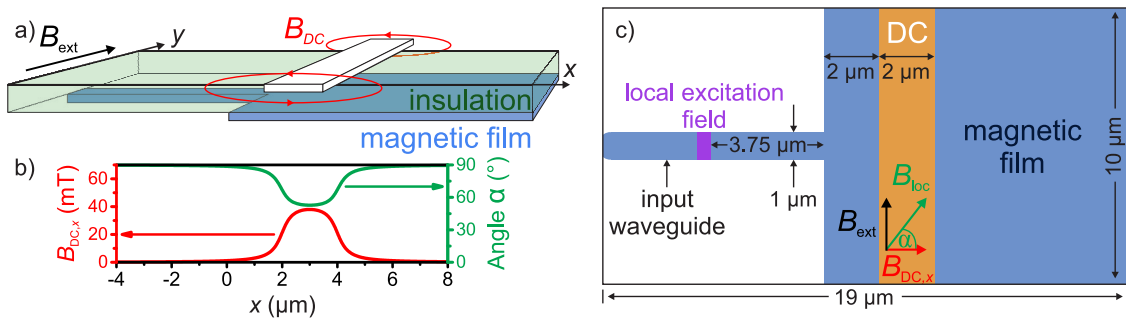 a)
B_ext
y
B_DC
x
insulation
magnetic film
b)
B_DC,x (mT)
60
40
20
0
Angle α (°)
90
60
30
0
-4
-2
0
2
4
6
8
x (µm)
c)
DC
2 µm
2 µm
local excitation
field
3.75 µm
magnetic
film
input
waveguide
1 µm
B_loc
B_ext
α
B_DC,x
10 µm
19 µm